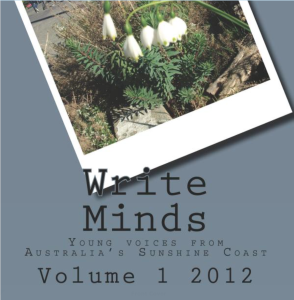 Write
Minds
Young voices from
Australia's Sunshine Coast
Volume 1 2012